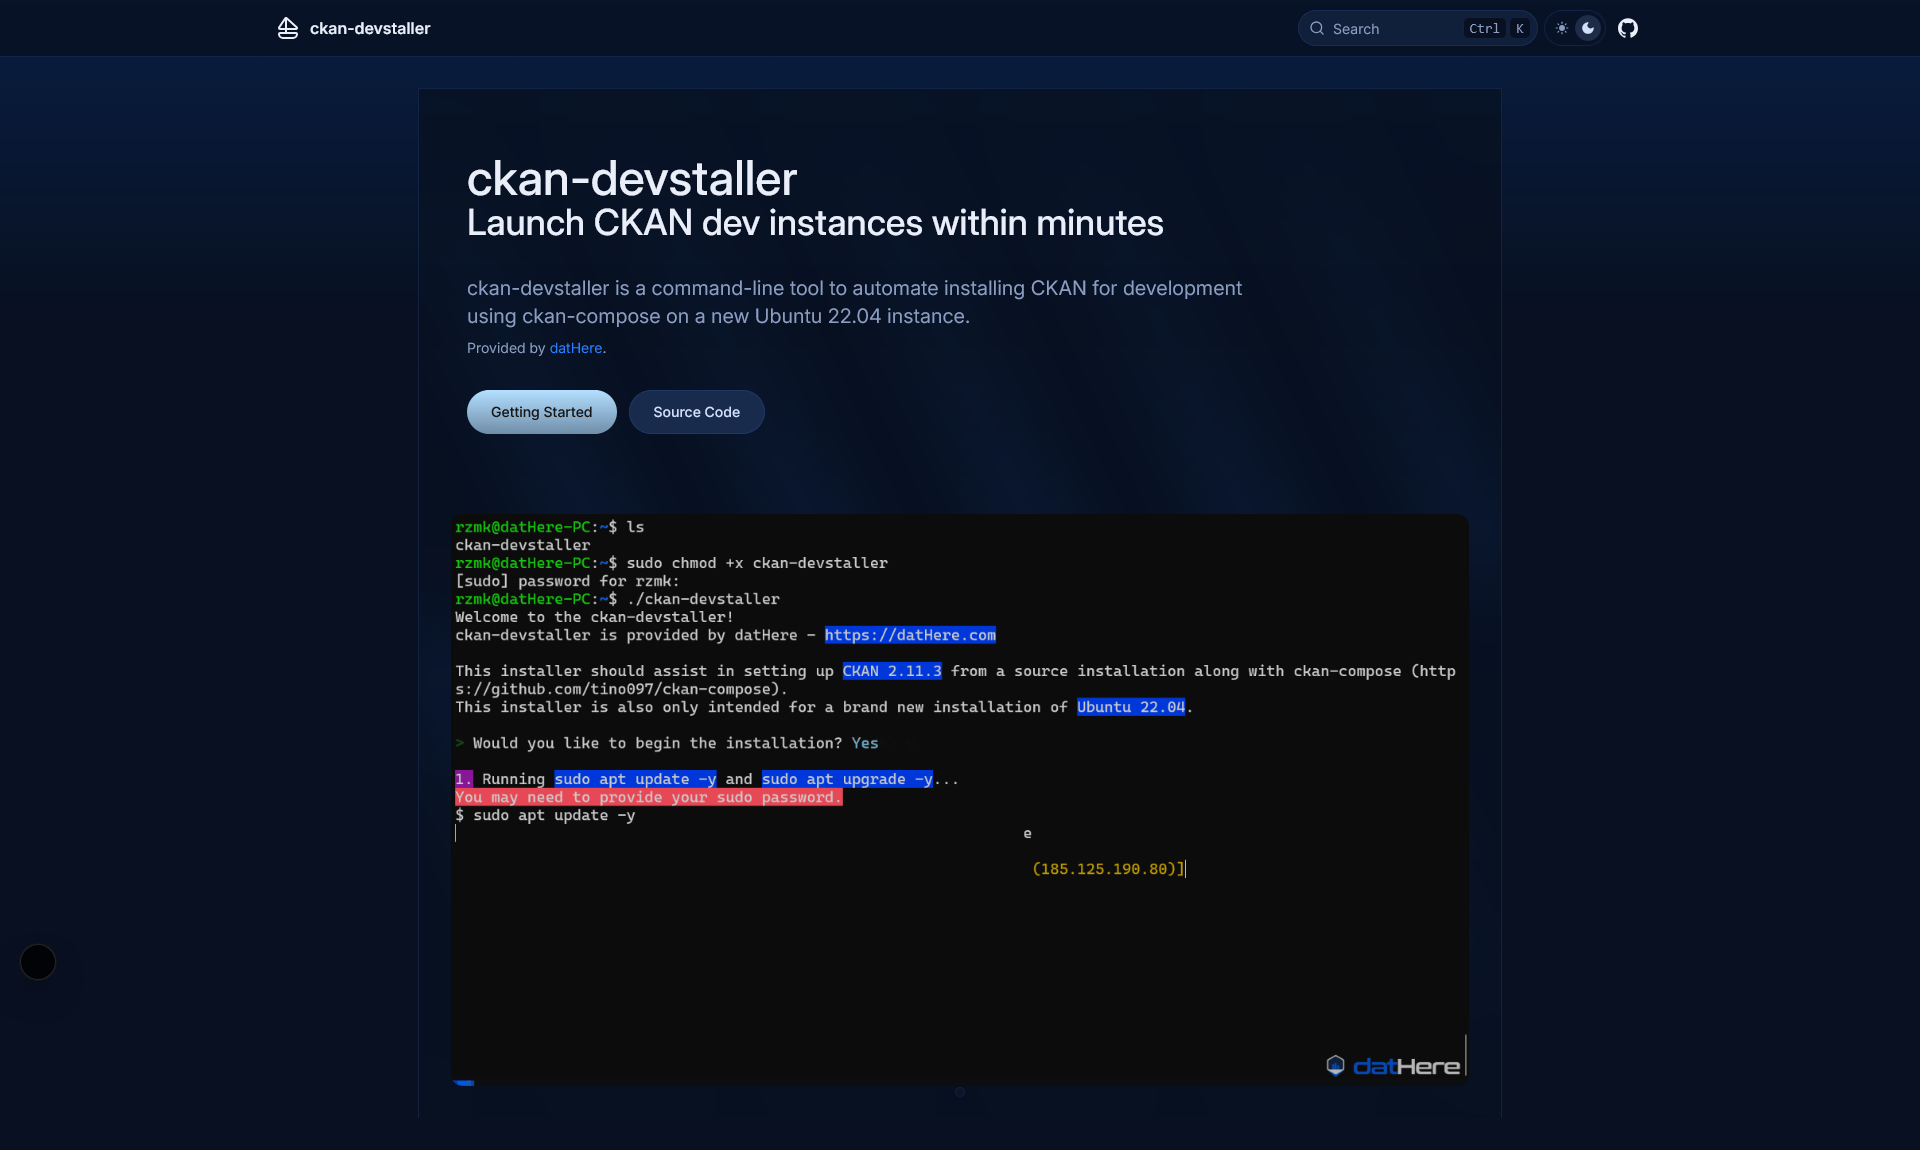 ckan-devstaller
Search Ctrl K
ckan-devstaller
Launch CKAN dev instances within minutes
ckan-devstaller is a command-line tool to automate installing CKAN for development
using ckan-compose on a new Ubuntu 22.04 instance.
Provided by datHere.
Getting Started
Source Code
rzmk@datHere-PC:~$ ls
ckan-devstaller
rzmk@datHere-PC:~$ sudo chmod +x ckan-devstaller
[sudo] password for rzmk:
rzmk@datHere-PC:~$ ./ckan-devstaller
Welcome to the ckan-devstaller!
ckan-devstaller is provided by datHere - https://datHere.com
This installer should assist in setting up CKAN 2.11.3 from a source installation along with ckan-compose (http
s://github.com/tino097/ckan-compose).
This installer is also only intended for a brand new installation of Ubuntu 22.04.
> Would you like to begin the installation? Yes
1. Running sudo apt update -y and sudo apt upgrade -y...
You may need to provide your sudo password.
$ sudo apt update -y
e
(185.125.190.80)]
datHere